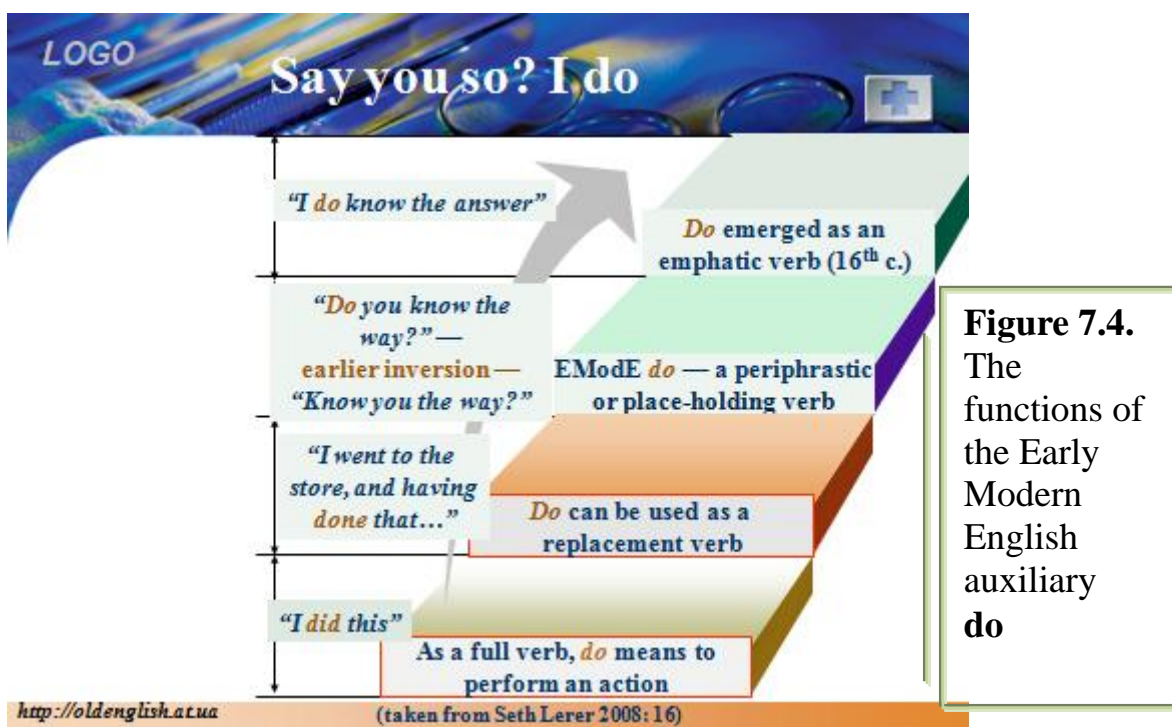 LOGO
Say you so? I do
“I do know the answer”
Do emerged as an
emphatic verb (16th c.)
“Do you know the
way?” —
earlier inversion —
“Know you the way?”
EModE do — a periphrastic
or place-holding verb
“I went to the
store, and having
done that…”
Do can be used as a
replacement verb
“I did this”
As a full verb, do means to
perform an action
http://oldenglish.at.ua
(taken from Seth Lerer 2008: 16)
Figure 7.4.
The
functions of
the Early
Modern
English
auxiliary
do